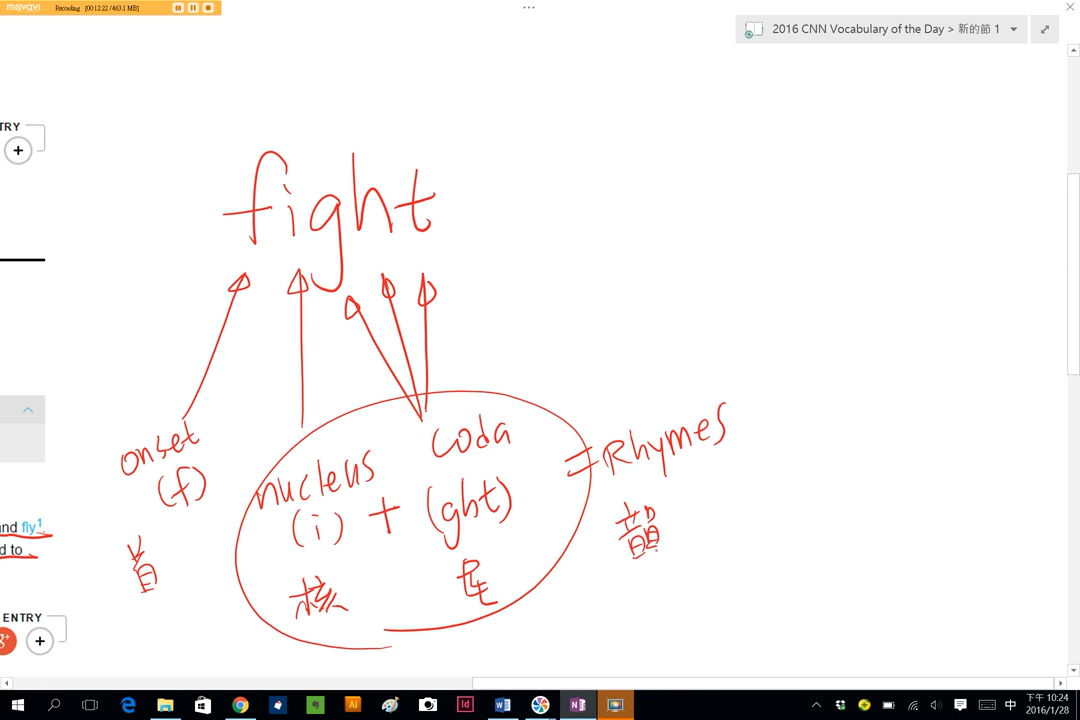 movavi
Recording [00:12:22 / 463.1 MB]
2016 CNN Vocabulary of the Day > 新的節 1
TRY
fight
onset
(f)
首
nucleus
(i)
核
+
coda
(ght)
尾
= Rhymes
韻
and fly1
d to
ENTRY
g+
中
下午 10:24
2016/1/28